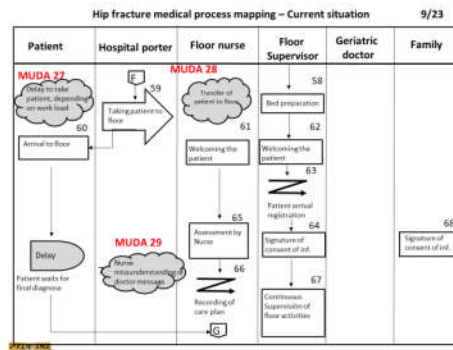 Hip fracture medical process mapping – Current situation
9/23
Patient
Hospital porter
Floor nurse
Floor
Supervisor
Geriatric
doctor
Family
MUDA 27
Delay to take
patient, depending
on work load
F
59
Taking patient to
floor
MUDA 28
Transfer of
patient to floor
58
Bed preparation
60
Arrival to floor
61
Welcoming the
patient
62
Welcoming the
patient
63
Patient arrival
registration
64
Signature of
consent of inf.
65
Assessment by
Nurse
66
Recording of
care plan
67
Continuous
Supervisión of
floor activities
68
Signature of
consent of inf.
Delay
Patient waits for
final diagnose
MUDA 29
Nurse
misunderstanding of
doctor message
G